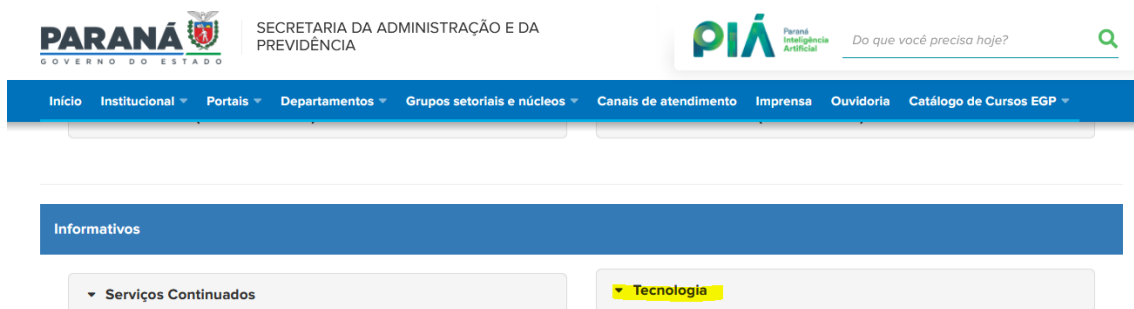 PARANÁ
GOVERNO DO ESTADO
SECRETARIA DA ADMINISTRAÇÃO E DA
PREVIDÊNCIA
PIÁ
Paraná
Inteligência
Artificial
Do que você precisa hoje?
Início Institucional Portais Departamentos Grupos setoriais e núcleos Canais de atendimento Imprensa Ouvidoria Catálogo de Cursos EGP
Informativos
Serviços Continuados
Tecnologia